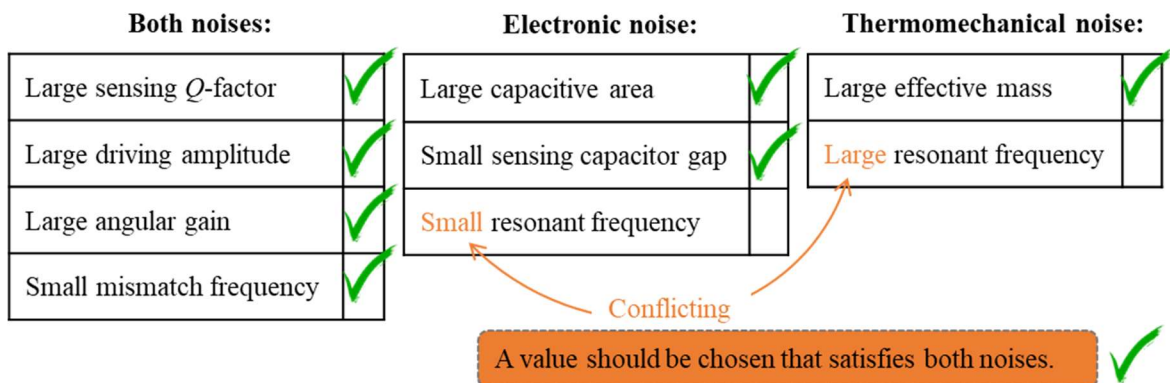 Both noises:
Large sensing Q-factor
Large driving amplitude
Large angular gain
Small mismatch frequency
Electronic noise:
Large capacitive area
Small sensing capacitor gap
Small resonant frequency
Thermomechanical noise:
Large effective mass
Large resonant frequency
Conflicting
A value should be chosen that satisfies both noises.